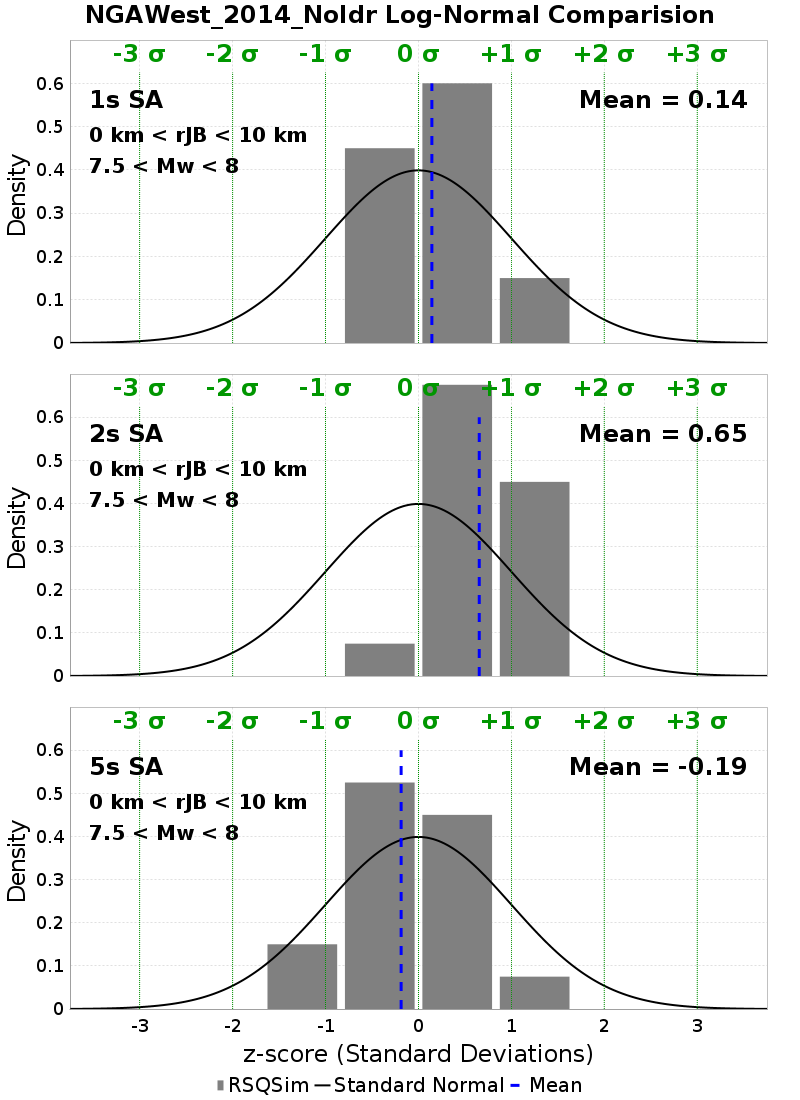 NGAWest_2014_NoIdr Log-Normal Comparision
-3 σ -2 σ -1 σ 0 σ +1 σ +2 σ +3 σ
0.6
1s SA Mean = 0.14
0.5
0 km < rJB < 10 km
7.5 < Mw < 8
0.4
0.3
0.2
0.1
0
Density
-3 σ -2 σ -1 σ 0 σ +1 σ +2 σ +3 σ
0.6
2s SA Mean = 0.65
0.5
0 km < rJB < 10 km
7.5 < Mw < 8
0.4
0.3
0.2
0.1
0
Density
-3 σ -2 σ -1 σ 0 σ +1 σ +2 σ +3 σ
0.6
5s SA Mean = -0.19
0.5
0 km < rJB < 10 km
7.5 < Mw < 8
0.4
0.3
0.2
0.1
0
Density
-3 -2 -1 0 1 2 3
z-score (Standard Deviations)
RSQSim Standard Normal Mean